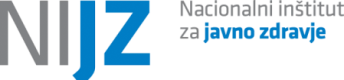 NIJZ
Nacionalni inštitut
za javno zdravje